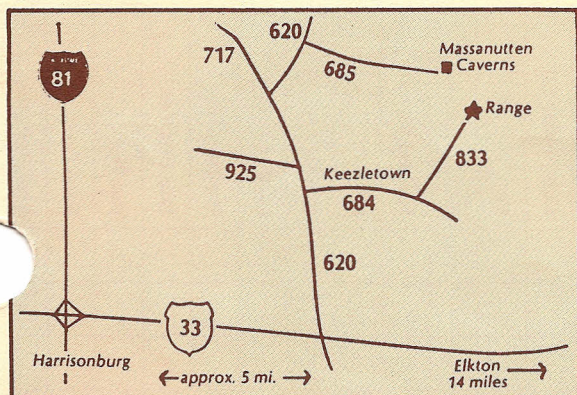 620
717
Massanutten
Caverns
685
INTERSTATE
81
Range
925
Keezletown
833
684
620
33
Harrisonburg
Elkton
←approx. 5 mi.→
14 miles